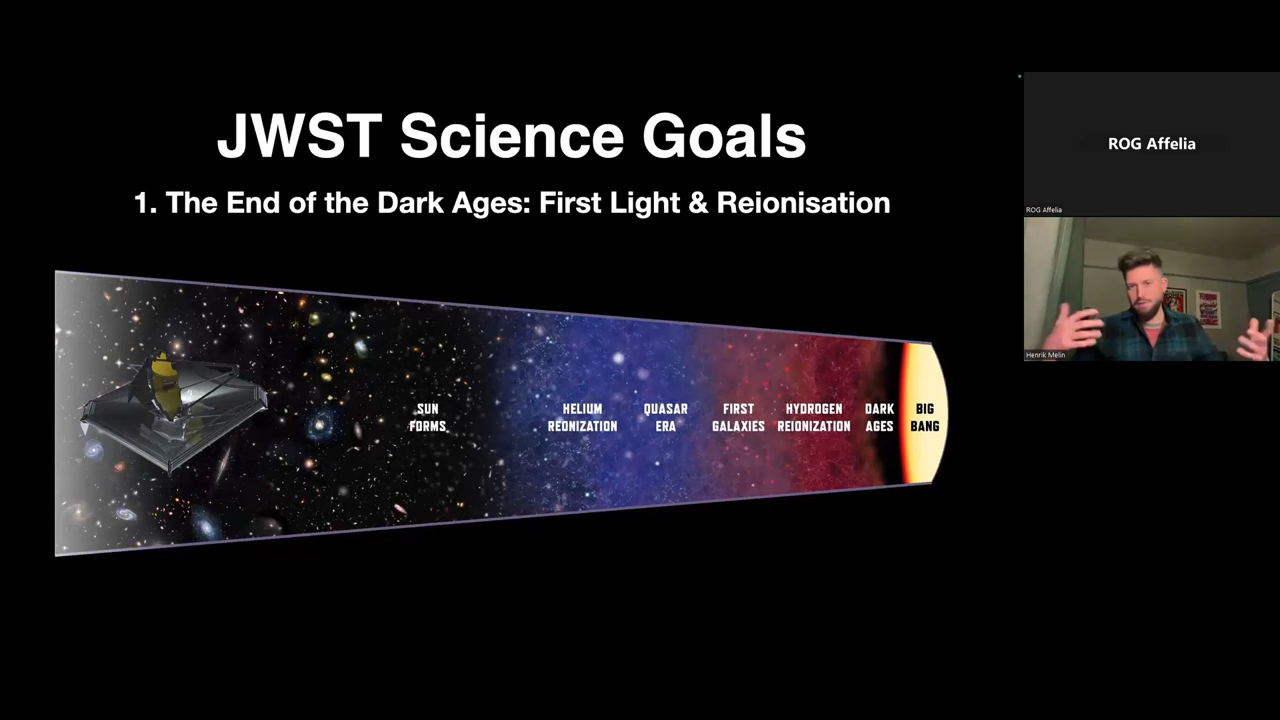 JWST Science Goals
1. The End of the Dark Ages: First Light & Reionisation
SUN
FORMS
HELIUM
REONIZATION
QUASAR
ERA
FIRST
GALAXIES
HYDROGEN
REIONIZATION
DARK
AGES
BIG
BANG
ROG Affelia
ROG Affelia
Henrik Melin